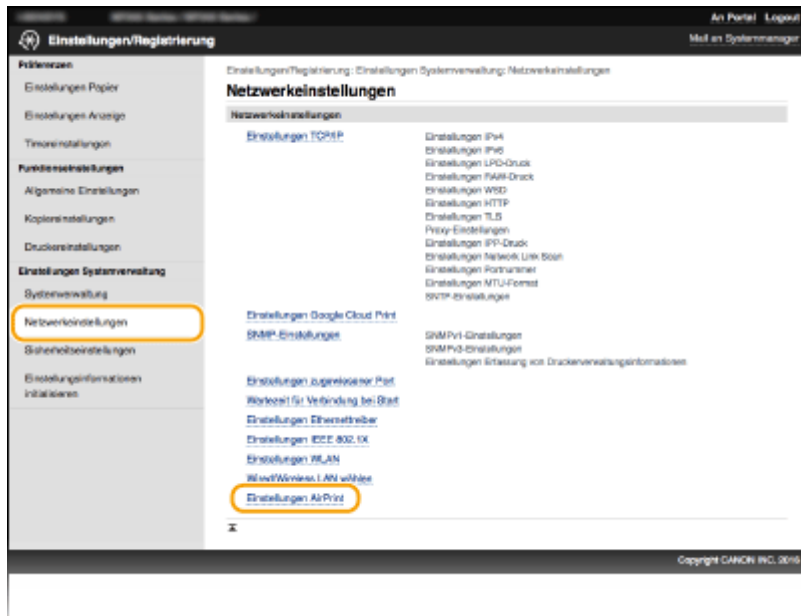 An Portal Logout
Einstellungen/Registrierung
Mail an Systemmanager
Präferenzen
Einstellungen Papier
Einstellungen Anzeige
Timereinstellungen
Funktionseinstellungen
Allgemeine Einstellungen
Kopiereinstellungen
Druckereinstellungen
Einstellungen Systemverwaltung
Systemverwaltung
Netzwerkeinstellungen
Sicherheitseinstellungen
Einstellungsinformationen
initialisieren
Einstellungen/Registrierung: Einstellungen Systemverwaltung: Netzwerkeinstellungen
Netzwerkeinstellungen
Netzwerkeinstellungen
Einstellungen TCP/IP
Einstellungen IPv4
Einstellungen IPv6
Einstellungen LPD-Druck
Einstellungen RAW-Druck
Einstellungen WSD
Einstellungen HTTP
Einstellungen TLS
Proxy-Einstellungen
Einstellungen IPP-Druck
Einstellungen Network Link Scan
Einstellungen Portnummer
Einstellungen MTU-Format
SNTP-Einstellungen
Einstellungen Google Cloud Print
SNMP-Einstellungen
SNMPv1-Einstellungen
SNMPv3-Einstellungen
Einstellungen Erfassung von Druckerverwaltungsinformationen
Einstellungen zugewiesener Port
Wartezeit für Verbindung bei Start
Einstellungen Ethernettreiber
Einstellungen IEEE 802.1X
Einstellungen WLAN
Wired/Wireless LAN wählen
Einstellungen AirPrint
Copyright CANON INC. 2016